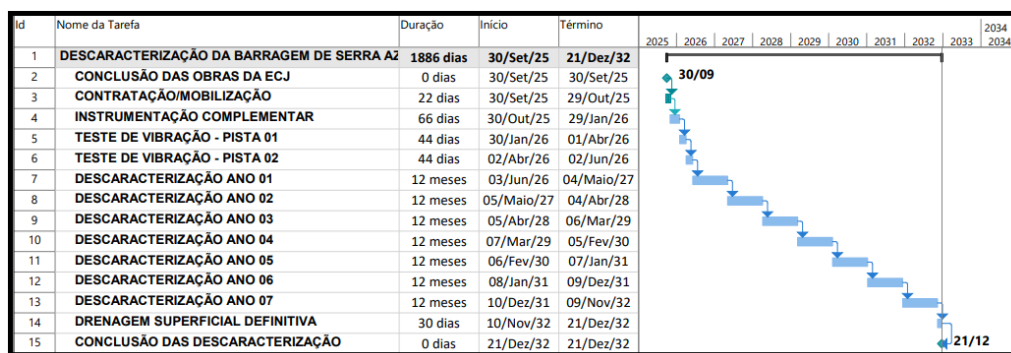 Id Nome da Tarefa Duração Início Término 2034
2025 2026 2027 2028 2029 2030 2031 2032 2033 2034
1 DESCARACTERIZAÇÃO DA BARRAGEM DE SERRA AZ 1886 dias 30/Set/25 21/Dez/32
2 CONCLUSÃO DAS OBRAS DA ECJ 0 dias 30/Set/25 30/Set/25 30/09
3 CONTRATAÇÃO/MOBILIZAÇÃO 22 dias 30/Set/25 29/Out/25
4 INSTRUMENTAÇÃO COMPLEMENTAR 66 dias 30/Out/25 29/Jan/26
5 TESTE DE VIBRAÇÃO - PISTA 01 44 dias 30/Jan/26 01/Abr/26
6 TESTE DE VIBRAÇÃO - PISTA 02 44 dias 02/Abr/26 02/Jun/26
7 DESCARACTERIZAÇÃO ANO 01 12 meses 03/Jun/26 04/Maio/27
8 DESCARACTERIZAÇÃO ANO 02 12 meses 05/Maio/27 04/Abr/28
9 DESCARACTERIZAÇÃO ANO 03 12 meses 05/Abr/28 06/Mar/29
10 DESCARACTERIZAÇÃO ANO 04 12 meses 07/Mar/29 05/Fev/30
11 DESCARACTERIZAÇÃO ANO 05 12 meses 06/Fev/30 07/Jan/31
12 DESCARACTERIZAÇÃO ANO 06 12 meses 08/Jan/31 09/Dez/31
13 DESCARACTERIZAÇÃO ANO 07 12 meses 10/Dez/31 09/Nov/32
14 DRENAGEM SUPERFICIAL DEFINITIVA 30 dias 10/Nov/32 21/Dez/32
15 CONCLUSÃO DAS DESCARACTERIZAÇÃO 0 dias 21/Dez/32 21/Dez/32 21/12